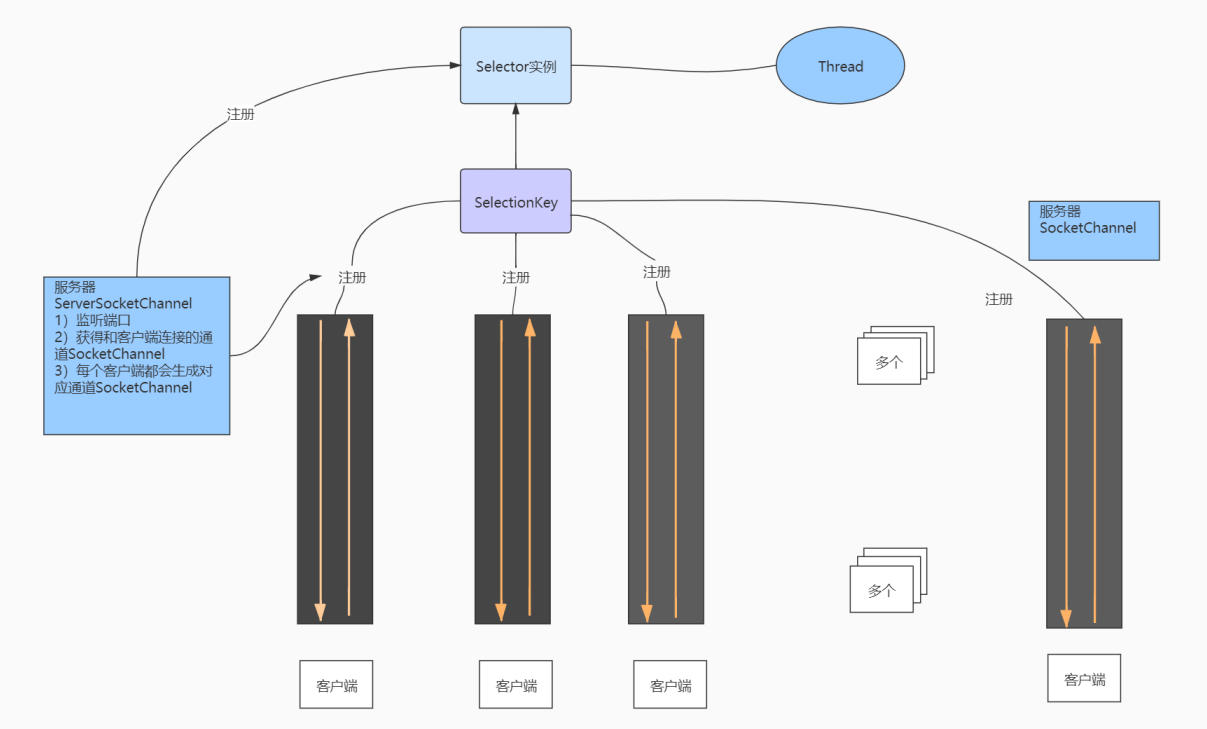 Selector实例
Thread
注册
SelectionKey
服务器
SocketChannel
服务器
ServerSocketChannel
1）监听端口
2）获得和客户端连接的通
道SocketChannel
3）每个客户端都会生成对
应通道SocketChannel
注册
注册
注册
注册
多个
多个
客户端
客户端
客户端
客户端